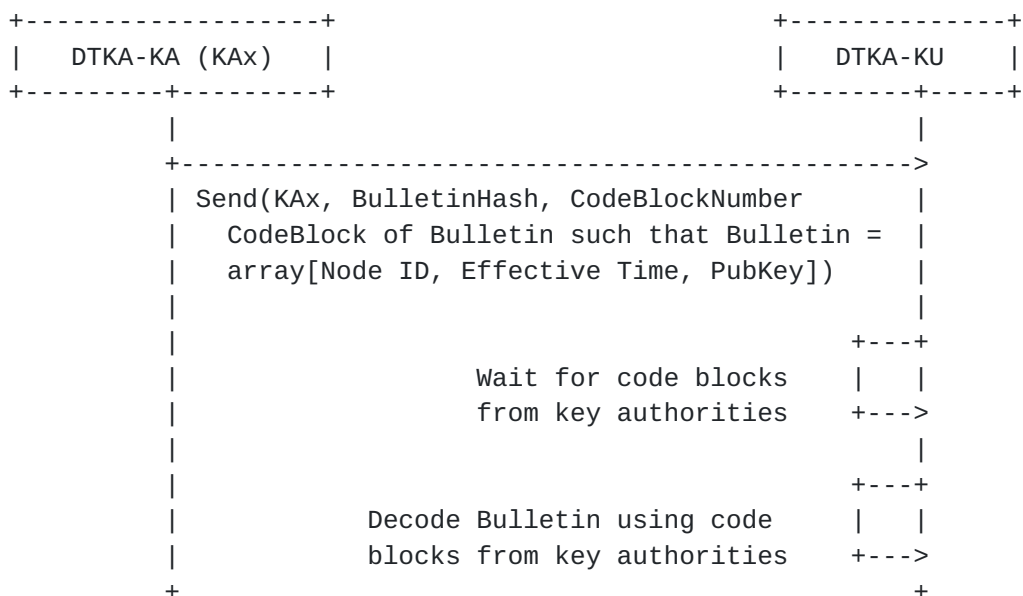 DTKA-KA (KAx) DTKA-KU
Send(KAx, BulletinHash, CodeBlockNumber
CodeBlock of Bulletin such that Bulletin =
array[Node ID, Effective Time, PubKey])
Wait for code blocks
from key authorities
Decode Bulletin using code
blocks from key authorities